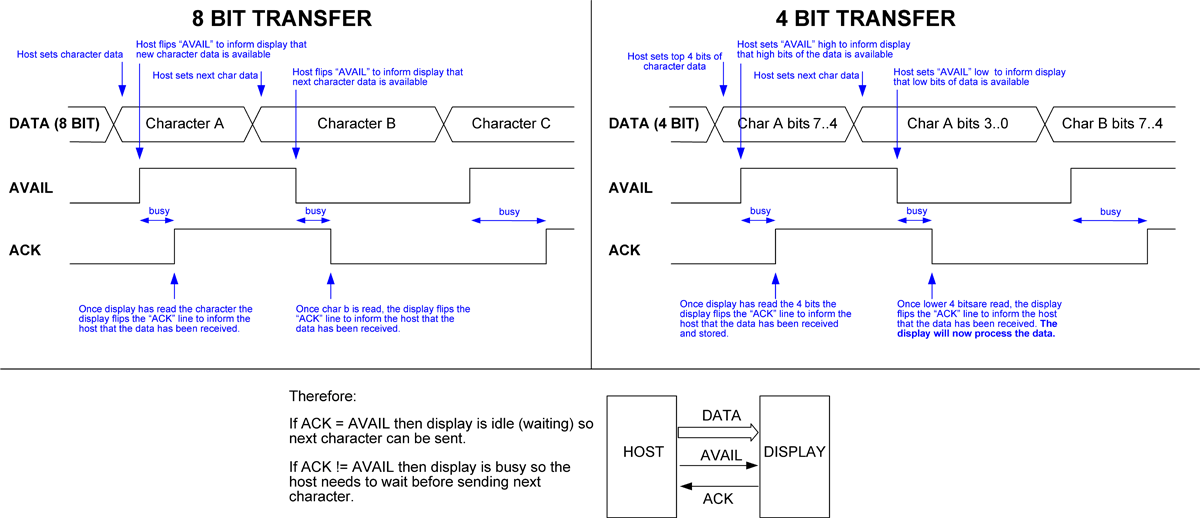 8 BIT TRANSFER
Host sets character data
Host flips “AVAIL” to inform display that
new character data is available
Host sets next char data
Host flips “AVAIL” to inform display that
next character data is available
DATA (8 BIT)
Character A
Character B
Character C
AVAIL
busy
busy
busy
ACK
Once display has read the character the
display flips the “ACK” line to inform the
host that the data has been received.
Once char b is read, the display flips the
“ACK” line to inform the host that the
data has been received.
4 BIT TRANSFER
Host sets top 4 bits of
character data
Host sets “AVAIL” high to inform display
that high bits of the data is available
Host sets next char data
Host sets “AVAIL” low to inform display
that low bits of data is available
DATA (4 BIT)
Char A bits 7..4
Char A bits 3..0
Char B bits 7..4
AVAIL
busy
busy
busy
ACK
Once display has read the 4 bits the
display flips the “ACK” line to inform the
host that the data has been received
and stored.
Once lower 4 bitsare read, the display
flips the “ACK” line to inform the host
that the data has been received. The
display will now process the data.
Therefore:
If ACK = AVAIL then display is idle (waiting) so
next character can be sent.
If ACK != AVAIL then display is busy so the
host needs to wait before sending next
character.
HOST
DATA
AVAIL
ACK
DISPLAY